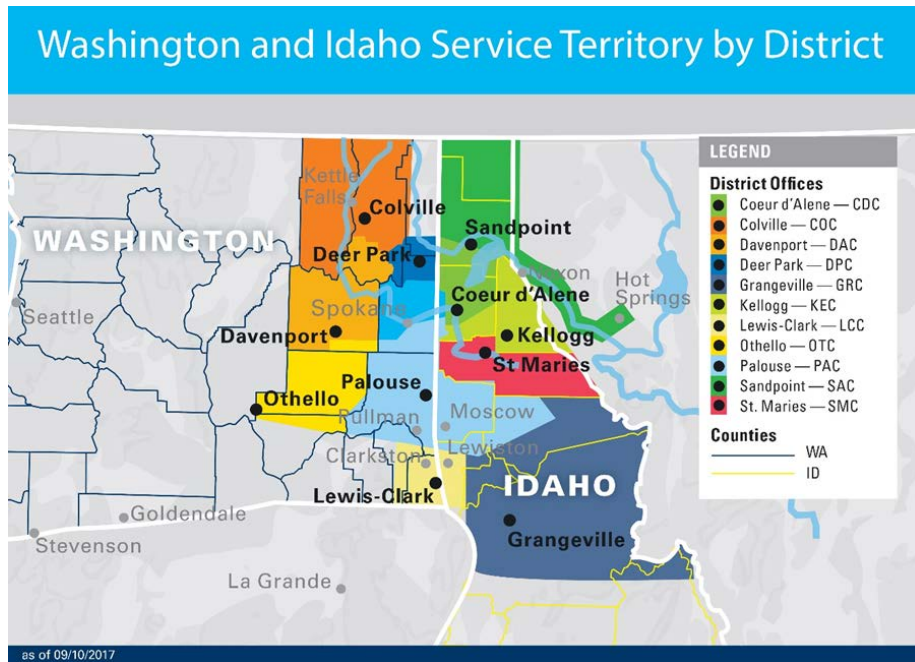 Washington and Idaho Service Territory by District
LEGEND
District Offices
Coeur d'Alene — CDC
Colville — COC
Davenport — DAC
Deer Park — DPC
Grangeville — GRC
Kellogg — KEC
Lewis-Clark — LCC
Othello — OTC
Palouse — PAC
Sandpoint — SAC
St. Maries — SMC
Counties
WA
ID
Kettle
Falls
Colville
WASHINGTON
Sandpoint
Deer Park
Noxon
Hot
Springs
Coeur d'Alene
Spokane
Seattle
Davenport
Kellogg
St Maries
Palouse
Othello
Pullman
Moscow
Clarkston
Lewiston
Lewis-Clark
IDAHO
Goldendale
Grangeville
Stevenson
La Grande
as of 09/10/2017